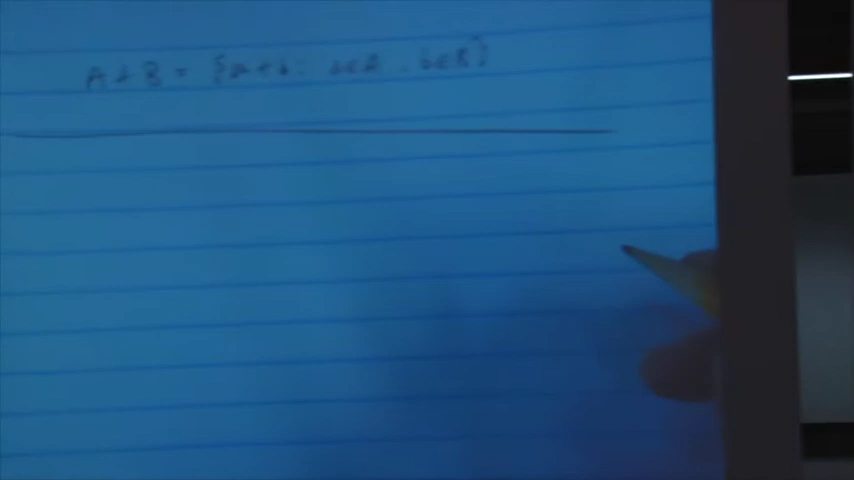 A + B = {a+b : a∈A , b∈B}